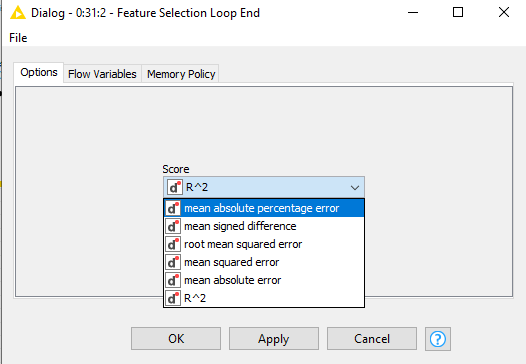 Dialog - 0:31:2 - Feature Selection Loop End
File
Options Flow Variables Memory Policy
Score
d R^2
d mean absolute percentage error
d mean signed difference
d root mean squared error
d mean squared error
d mean absolute error
d R^2
OK Apply Cancel ?